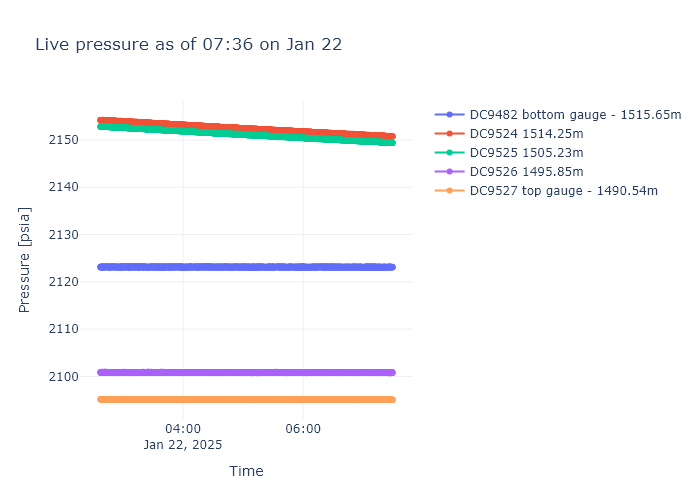 Live pressure as of 07:36 on Jan 22
DC9482 bottom gauge - 1515.65m
DC9524 1514.25m
DC9525 1505.23m
DC9526 1495.85m
DC9527 top gauge - 1490.54m
Pressure [psia]
2150
2140
2130
2120
2110
2100
04:00
Jan 22, 2025
06:00
Time